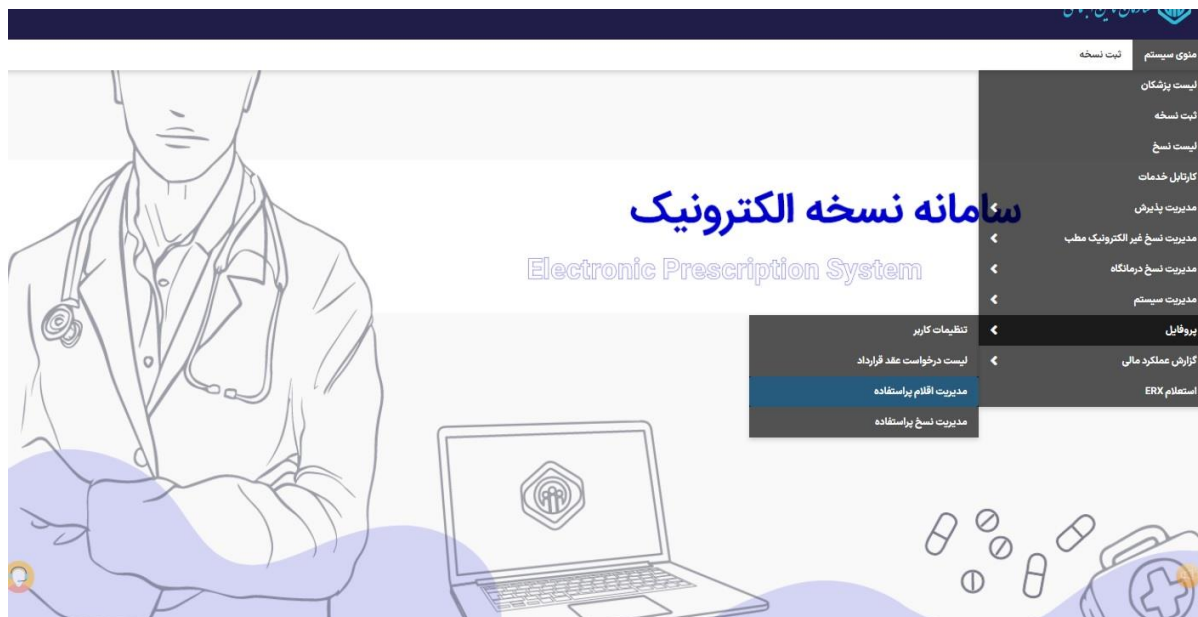 منوی سیستم
ثبت نسخه
لیست پزشکان
ثبت نسخه
لیست نسخ
کارتابل خدمات
مدیریت پذیرش
مدیریت نسخ غیر الکترونیک مطب
مدیریت نسخ درمانگاه
مدیریت سیستم
پروفایل
گزارش عملکرد مالی
استعلام ERX
تنظیمات کاربر
لیست درخواست عقد قرارداد
مدیریت اقلام پراستفاده
مدیریت نسخ پراستفاده
سامانه نسخه الکترونیک
Electronic Prescription System